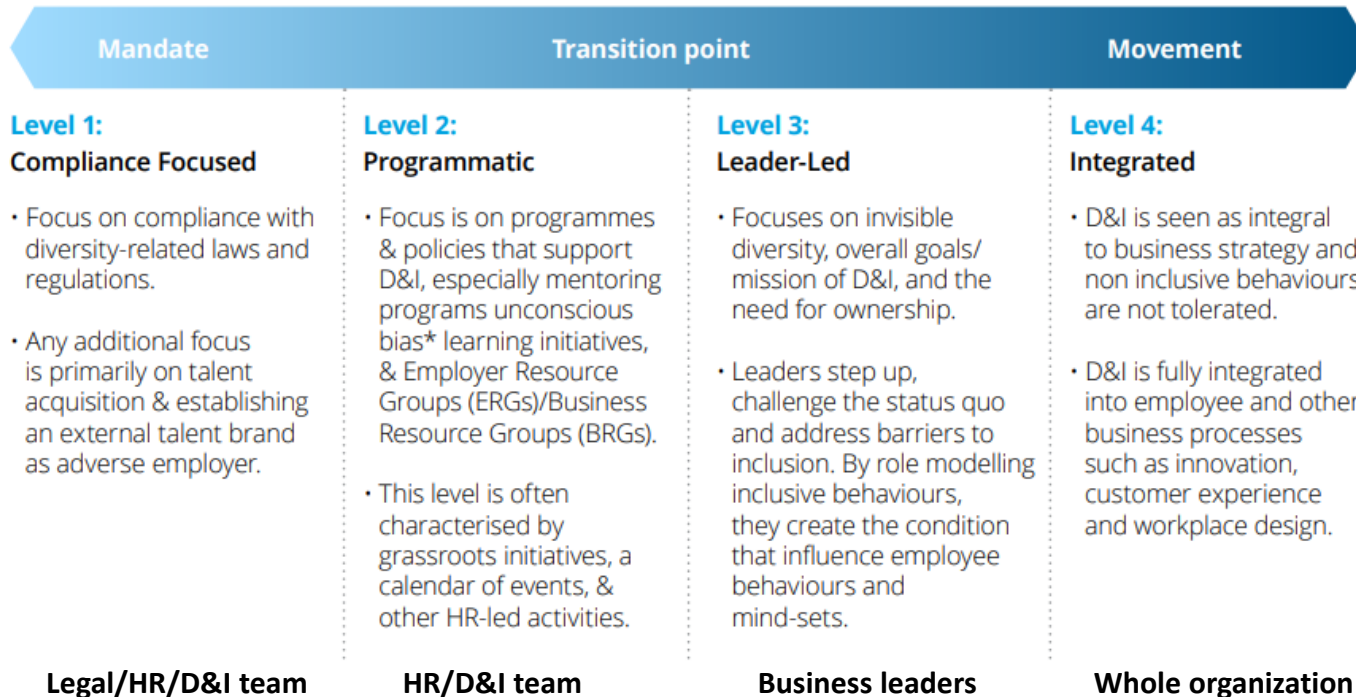 Mandate
Transition point
Movement
Level 1:
Compliance Focused
• Focus on compliance with
diversity-related laws and
regulations.
• Any additional focus
is primarily on talent
acquisition & establishing
an external talent brand
as adverse employer.
Legal/HR/D&I team
Level 2:
Programmatic
• Focus is on programmes
& policies that support
D&I, especially mentoring
programs unconscious
bias* learning initiatives,
& Employer Resource
Groups (ERGs)/Business
Resource Groups (BRGs).
• This level is often
characterised by
grassroots initiatives, a
calendar of events, &
other HR-led activities.
HR/D&I team
Level 3:
Leader-Led
• Focuses on invisible
diversity, overall goals/
mission of D&I, and the
need for ownership.
• Leaders step up,
challenge the status quo
and address barriers to
inclusion. By role modelling
inclusive behaviours,
they create the condition
that influence employee
behaviours and
mind-sets.
Business leaders
Level 4:
Integrated
• D&I is seen as integral
to business strategy and
non inclusive behaviours
are not tolerated.
• D&I is fully integrated
into employee and other
business processes
such as innovation,
customer experience
and workplace design.
Whole organization